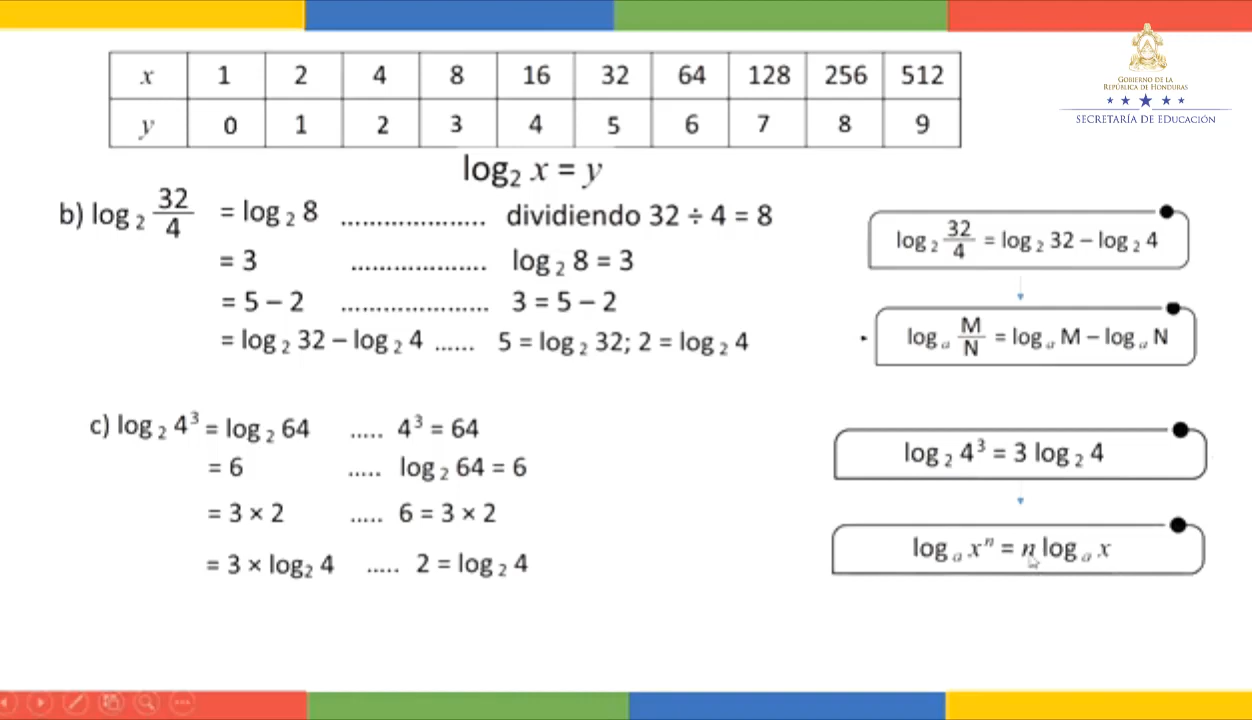 x 1 2 4 8 16 32 64 128 256 512
y 0 1 2 3 4 5 6 7 8 9
GOBIERNO DE LA
REPÚBLICA DE HONDURAS
SECRETARÍA DE EDUCACIÓN
log₂ x = y
b) log₂ 32/4 = log₂ 8 .................... dividiendo 32 ÷ 4 = 8
= 3 ................... log₂ 8 = 3
= 5 – 2 ..................... 3 = 5 – 2
= log₂ 32 – log₂ 4 ...... 5 = log₂ 32; 2 = log₂ 4
log₂ 32/4 = log₂ 32 – log₂ 4
logₐ M/N = logₐ M – logₐ N
c) log₂ 4³ = log₂ 64 ..... 4³ = 64
= 6 ..... log₂ 64 = 6
= 3 × 2 ..... 6 = 3 × 2
= 3 × log₂ 4 ..... 2 = log₂ 4
log₂ 4³ = 3 log₂ 4
logₐ xⁿ = n logₐ x